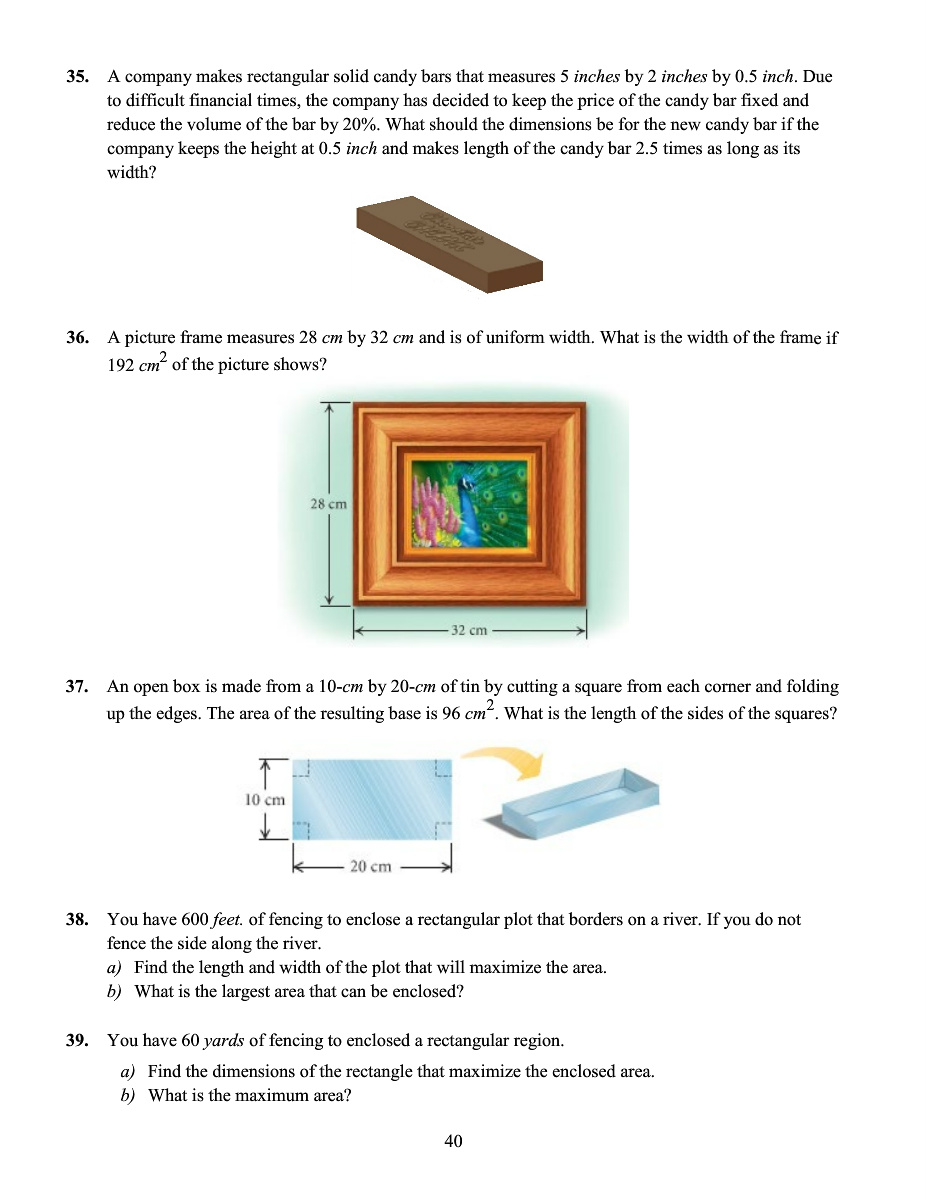 35. A company makes rectangular solid candy bars that measures 5 inches by 2 inches by 0.5 inch. Due
to difficult financial times, the company has decided to keep the price of the candy bar fixed and
reduce the volume of the bar by 20%. What should the dimensions be for the new candy bar if the
company keeps the height at 0.5 inch and makes length of the candy bar 2.5 times as long as its
width?
36. A picture frame measures 28 cm by 32 cm and is of uniform width. What is the width of the frame if
192 cm² of the picture shows?
28 cm
32 cm
37. An open box is made from a 10-cm by 20-cm of tin by cutting a square from each corner and folding
up the edges. The area of the resulting base is 96 cm². What is the length of the sides of the squares?
10 cm
20 cm
38. You have 600 feet. of fencing to enclose a rectangular plot that borders on a river. If you do not
fence the side along the river.
a) Find the length and width of the plot that will maximize the area.
b) What is the largest area that can be enclosed?
39. You have 60 yards of fencing to enclosed a rectangular region.
a) Find the dimensions of the rectangle that maximize the enclosed area.
b) What is the maximum area?
40